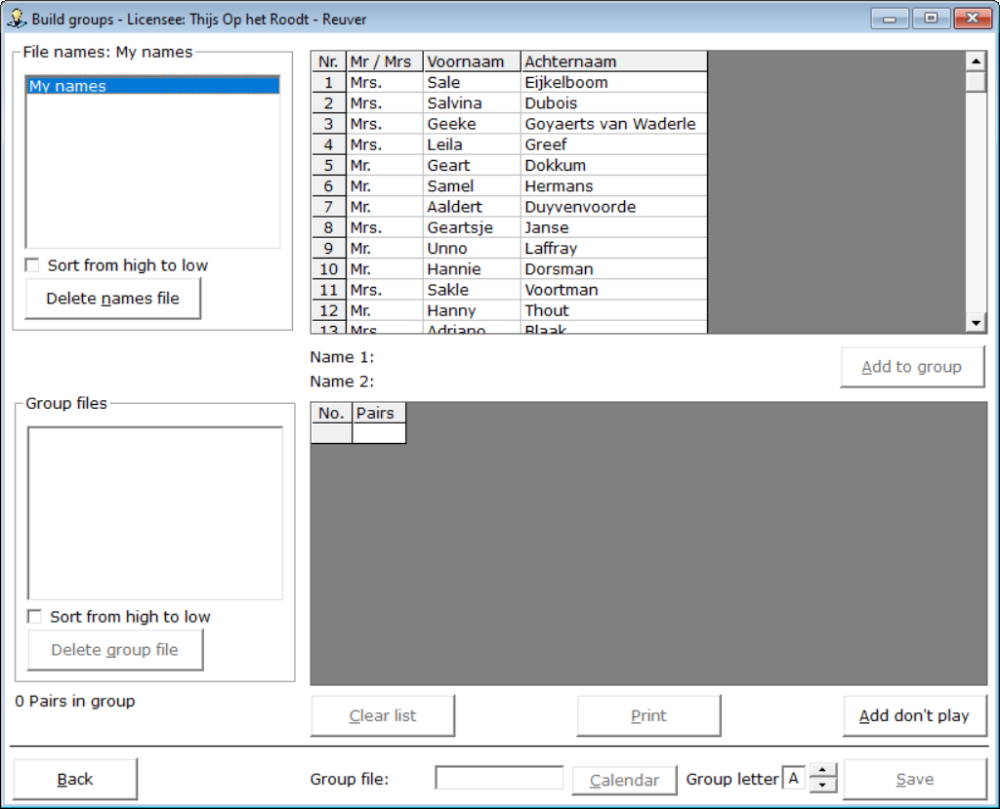 Build groups - Licensee: Thijs Op het Roodt - Reuver
File names: My names
My names
Sort from high to low
Delete names file
Nr. Mr / Mrs Voornaam Achternaam
1 Mrs. Sale Eijkelboom
2 Mrs. Salvina Dubois
3 Mrs. Geeke Goyaerts van Waderle
4 Mrs. Leila Greef
5 Mr. Geart Dokkum
6 Mr. Samel Hermans
7 Mr. Aaldert Duyvenvoorde
8 Mrs. Geartsje Janse
9 Mr. Unno Laffray
10 Mr. Hannie Dorsman
11 Mrs. Sakle Voortman
12 Mr. Hanny Thout
13 Mrs. Adriano Blaak
Name 1:
Name 2:
Add to group
Group files
Sort from high to low
Delete group file
0 Pairs in group
No. Pairs
Clear list
Print
Add don't play
Back
Group file:
Calendar
Group letter A
Save